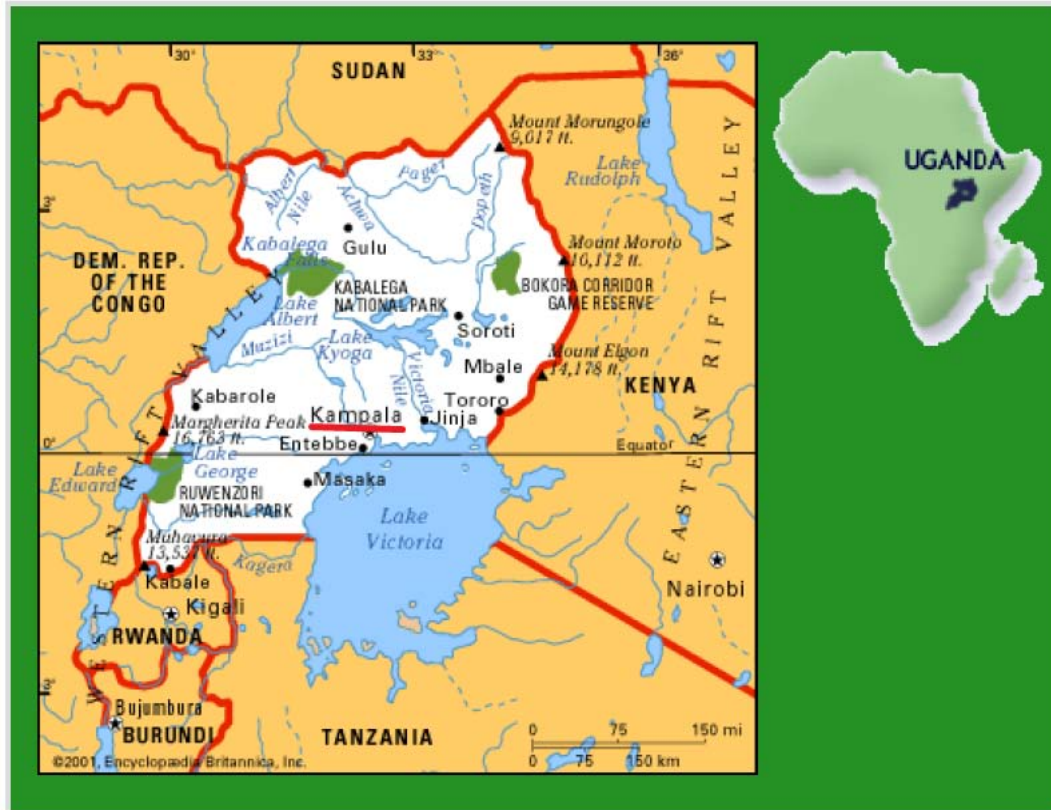 30°
33°
36°
SUDAN
Mount Morungole
9,017 ft.
Lake
Rudolph
Albert
Nile
Achwa
Pager
Dopeth
2°
Gulu
Mount Moroto
10,112 ft.
Kabalega
Falls
DEM. REP.
OF THE
CONGO
KABALEGA
NATIONAL PARK
BOKORA CORRIDOR
GAME RESERVE
Lake
Albert
Soroti
Muzizi
Lake
Kyoga
Victoria
Nile
Mbale
Mount Elgon
14,178 ft.
KENYA
Kabarole
Tororo
Kampala
Jinja
Margherita Peak
16,763 ft.
Entebbe
0°
Equator
Lake
George
Lake
Edward
RUWENZORI
NATIONAL PARK
Masaka
Lake
Victoria
WESTERN RIFT VALLEY
EASTERN RIFT VALLEY
Muhavura
13,537 ft.
Kagera
Kabale
Nairobi
Kigali
RWANDA
2°
Bujumbura
BURUNDI
TANZANIA
0 75 150 mi
0 75 150 km
©2001, Encyclopædia Britannica, Inc.
UGANDA